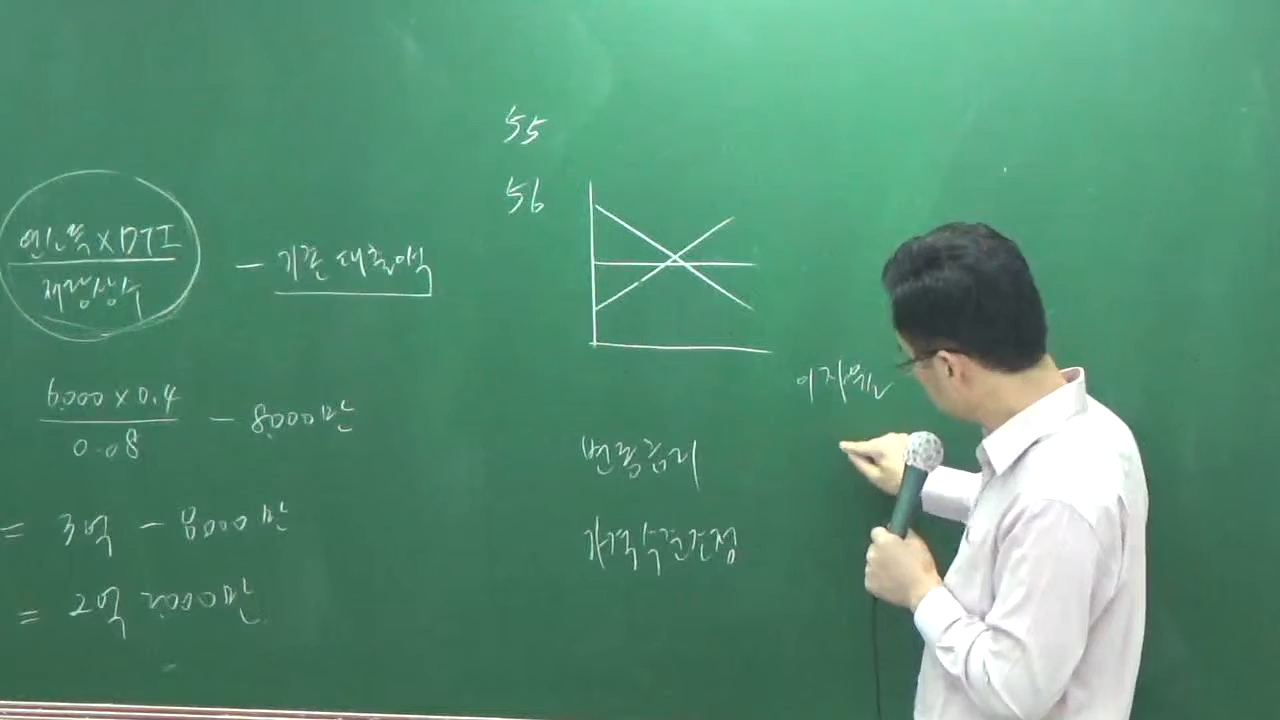 연소득 × DTI
저당상수
- 기존 대출액
6000 × 0.4
0.08
- 8000만
= 3억 - 8000만
= 2억 2000만
55
56
변동금리
가격수준조정
이자율